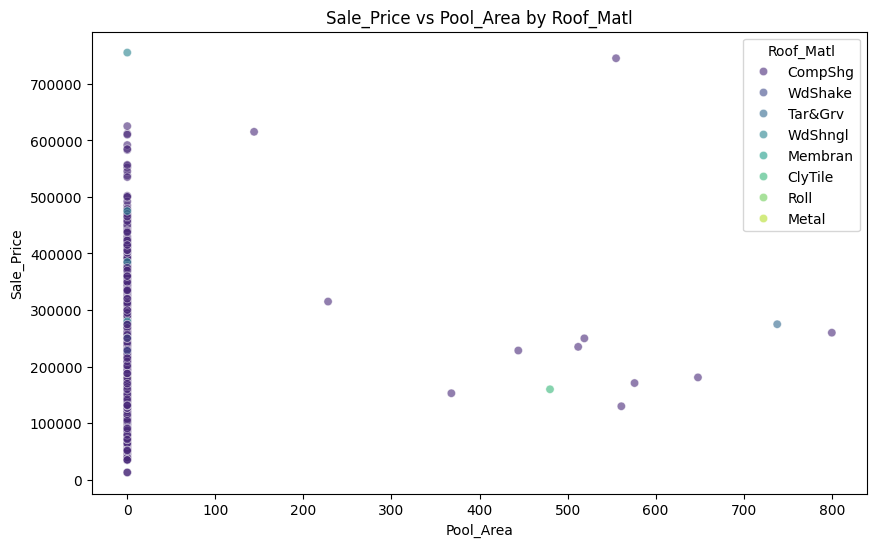 Sale_Price vs Pool_Area by Roof_Matl
Roof_Matl
CompShg
WdShake
Tar&Grv
WdShngl
Membran
ClyTile
Roll
Metal
Sale_Price
700000
600000
500000
400000
300000
200000
100000
0
0 100 200 300 400 500 600 700 800
Pool_Area